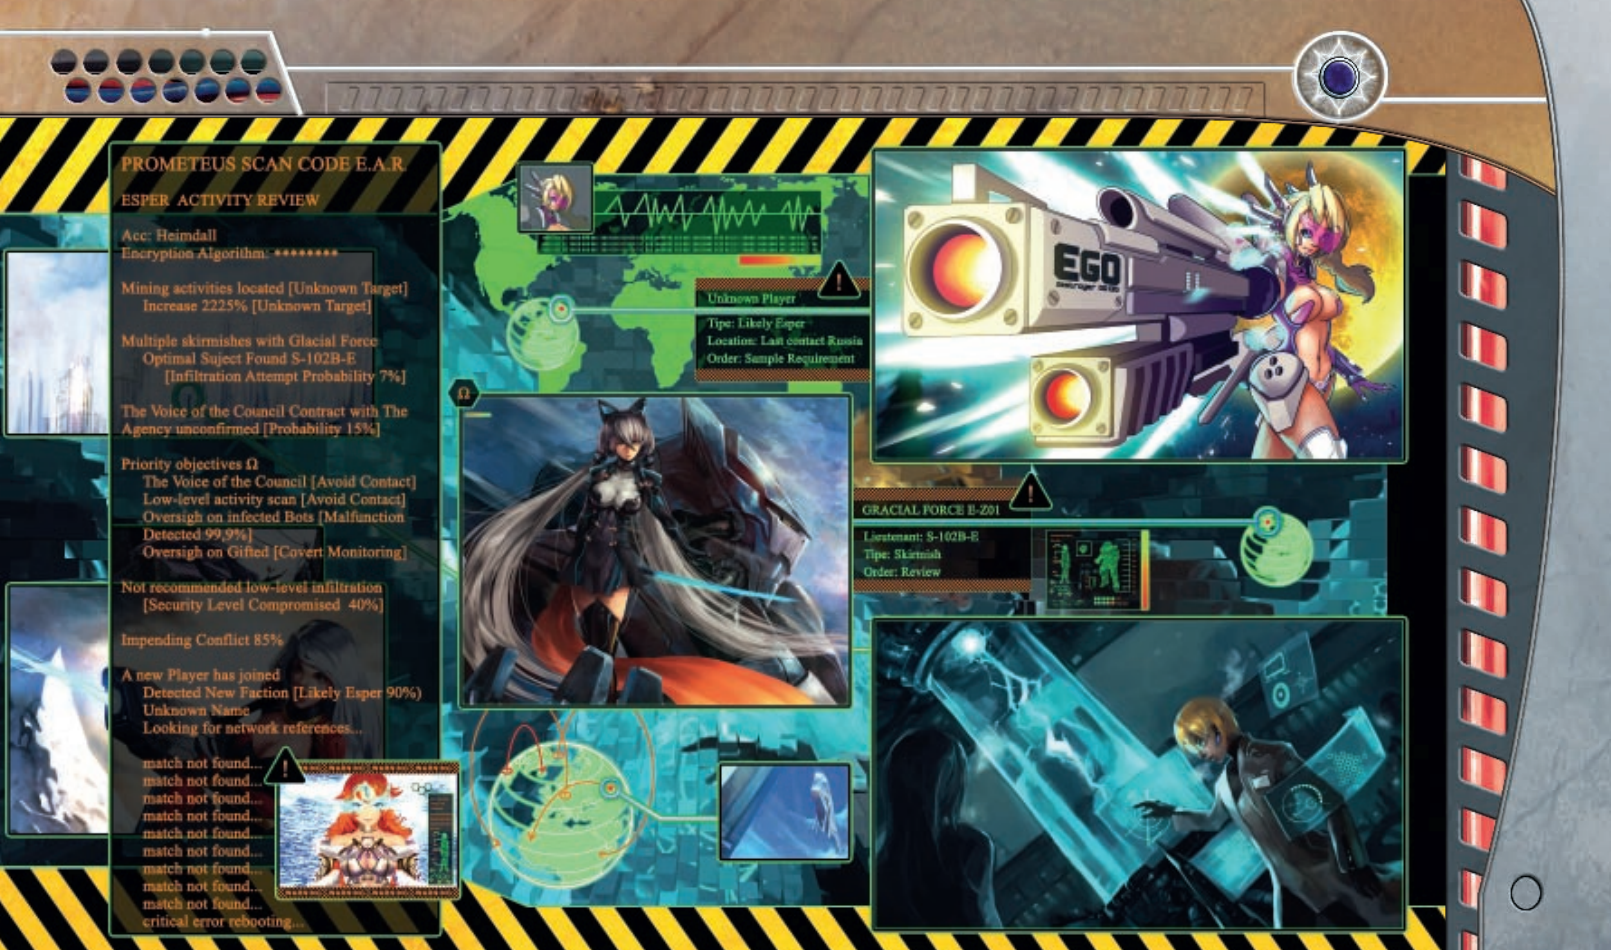 PROMETEUS SCAN CODE E.A.R.
ESPER ACTIVITY REVIEW
Acc: Heimdall
Encryption Algorithm: ********
Mining activities located [Unknown Target]
Increase 2225% [Unknown Target]
Multiple skirmishes with Glacial Force
Optimal Suject Found S-102B-E
[Infiltration Attempt Probability 7%]
The Voice of the Council Contract with The
Agency unconfirmed [Probability 15%]
Priority objectives Ω
The Voice of the Council [Avoid Contact]
Low-level activity scan [Avoid Contact]
Oversigh on infected Bots [Malfunction
Detected 99,9%]
Oversigh on Gifted [Covert Monitoring]
Not recommended low-level infiltration
[Security Level Compromised 40%]
Impending Conflict 85%
A new Player has joined
Detected New Faction [Likely Esper 90%)
Unknown Name
Looking for network references...
match not found...
match not found...
match not found...
match not found...
match not found...
match not found...
match not found...
match not found...
match not found...
critical error rebooting...
!
Unknown Player
!
Tipe: Likely Esper
Location: Last contact Russia
Order: Sample Requirement
Ω
EGO
GRACIAL FORCE E-Z01
!
Lieutenant: S-102B-E
Tipe: Skirmish
Order: Review